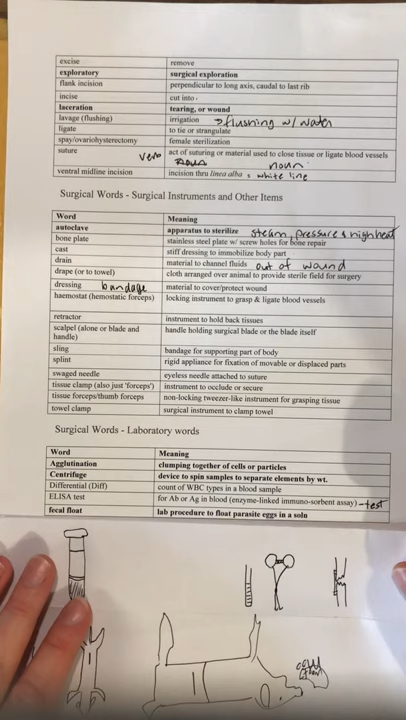 excise remove
exploratory surgical exploration
flank incision perpendicular to long axis, caudal to last rib
incise cut into
laceration tearing, or wound
lavage (flushing) irrigation → flushing w/ water
ligate to tie or strangulate
spay/ovariohysterectomy female sterilization
suture verb act of suturing or material used to close tissue or ligate blood vessels
noun
ventral midline incision incision thru linea alba = white line
Surgical Words - Surgical Instruments and Other Items
Word Meaning
autoclave apparatus to sterilize steam, pressure & high heat
bone plate stainless steel plate w/ screw holes for bone repair
cast stiff dressing to immobilize body part
drain material to channel fluids out of wound
drape (or to towel) cloth arranged over animal to provide sterile field for surgery
dressing bandage material to cover/protect wound
haemostat (hemostatic forceps) locking instrument to grasp & ligate blood vessels
retractor instrument to hold back tissues
scalpel (alone or blade and handle holding surgical blade or the blade itself
handle)
sling bandage for supporting part of body
splint rigid appliance for fixation of movable or displaced parts
swaged needle eyeless needle attached to suture
tissue clamp (also just 'forceps') instrument to occlude or secure
tissue forceps/thumb forceps non-locking tweezer-like instrument for grasping tissue
towel clamp surgical instrument to clamp towel
Surgical Words - Laboratory words
Word Meaning
Agglutination clumping together of cells or particles
Centrifuge device to spin samples to separate elements by wt.
Differential (Diff) count of WBC types in a blood sample
ELISA test for Ab or Ag in blood (enzyme-linked immuno-sorbent assay) - test
fecal float lab procedure to float parasite eggs in a soln